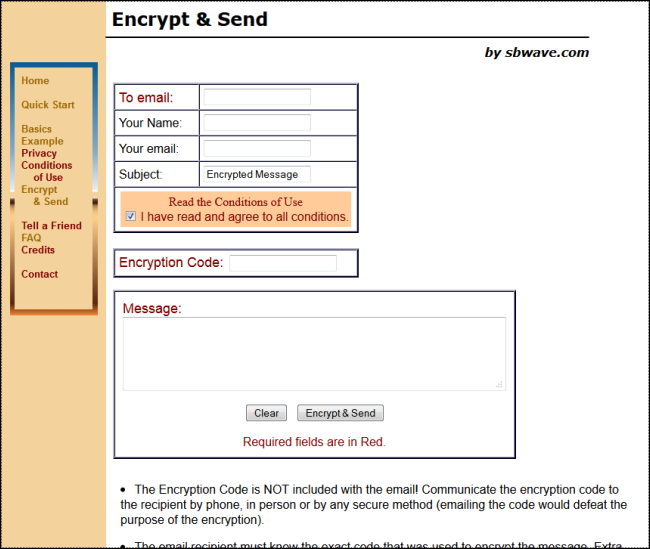 Encrypt & Send
by sbwave.com
Home
Quick Start
Basics
Example
Privacy
Conditions
of Use
Encrypt
& Send
Tell a Friend
FAQ
Credits
Contact
To email:
Your Name:
Your email:
Subject: Encrypted Message
Read the Conditions of Use
I have read and agree to all conditions.
Encryption Code:
Message:
Clear Encrypt & Send
Required fields are in Red.
• The Encryption Code is NOT included with the email! Communicate the encryption code to
the recipient by phone, in person or by any secure method (emailing the code would defeat the
purpose of the encryption).
• The email recipient must know the exact code that was used to encrypt the message. Extra